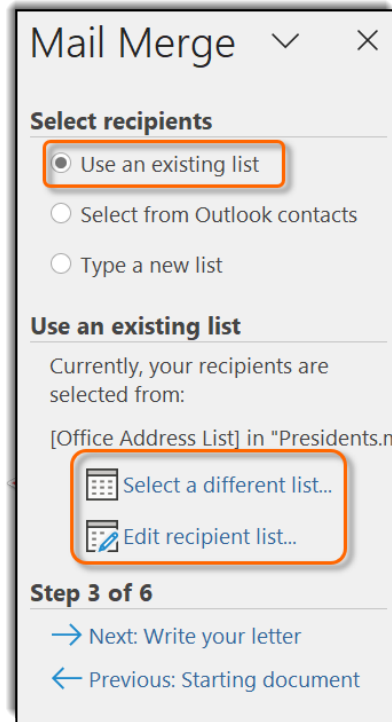 Mail Merge
Select recipients
Use an existing list
Select from Outlook contacts
Type a new list
Use an existing list
Currently, your recipients are
selected from:
[Office Address List] in "Presidents.m
Select a different list...
Edit recipient list...
Step 3 of 6
Next: Write your letter
Previous: Starting document